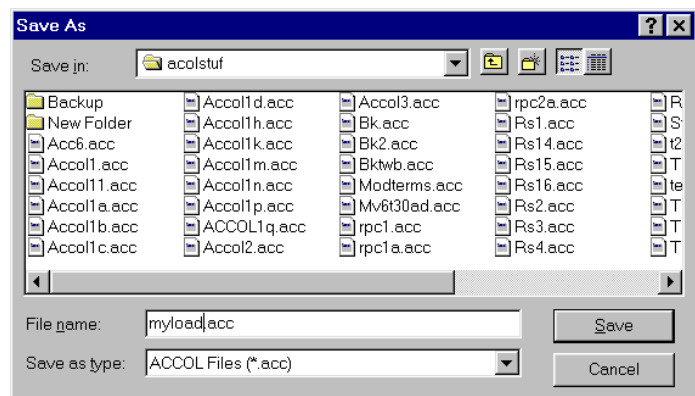 Save As
Save in: acolstuf
Backup Accol1d.acc Accol3.acc rpc2a.acc R
New Folder Accol1h.acc Bk.acc Rs1.acc S
Acc6.acc Accol1k.acc Bk2.acc Rs14.acc t2
Accol1.acc Accol1m.acc Bktwb.acc Rs15.acc T
Accol11.acc Accol1n.acc Modterms.acc Rs16.acc te
Accol1a.acc Accol1p.acc Mv6t30ad.acc Rs2.acc T
Accol1b.acc ACCOL1q.acc rpc1.acc Rs3.acc T
Accol1c.acc Accol2.acc rpc1a.acc Rs4.acc T
File name: myload.acc Save
Save as type: ACCOL Files (*.acc) Cancel